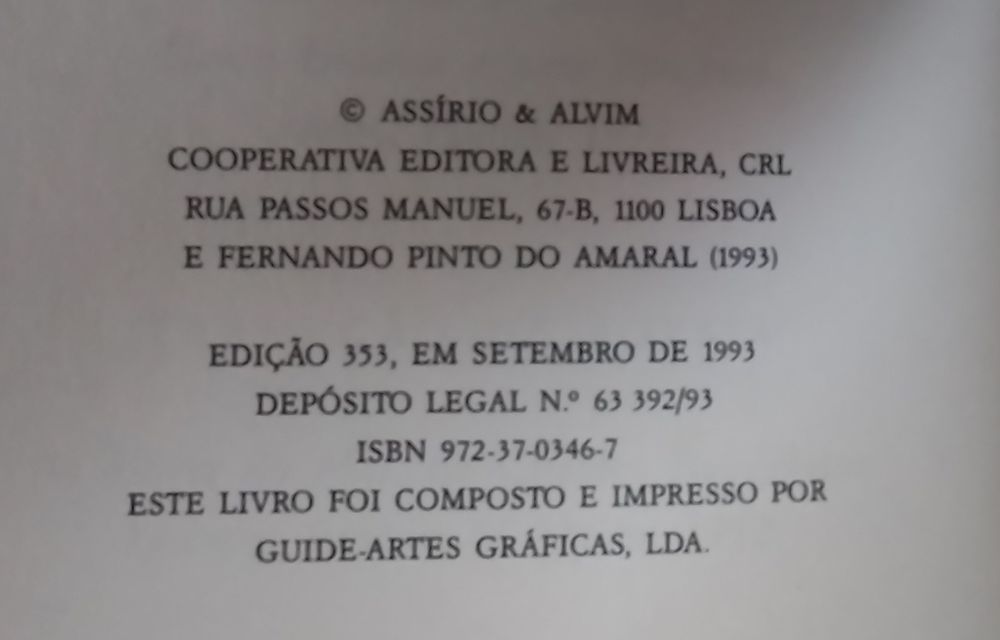 © ASSÍRIO & ALVIM
COOPERATIVA EDITORA E LIVREIRA, CRL
RUA PASSOS MANUEL, 67-B, 1100 LISBOA
E FERNANDO PINTO DO AMARAL (1993)
EDIÇÃO 353, EM SETEMBRO DE 1993
DEPÓSITO LEGAL N.º 63 392/93
ISBN 972-37-0346-7
ESTE LIVRO FOI COMPOSTO E IMPRESSO POR
GUIDE-ARTES GRÁFICAS, LDA.